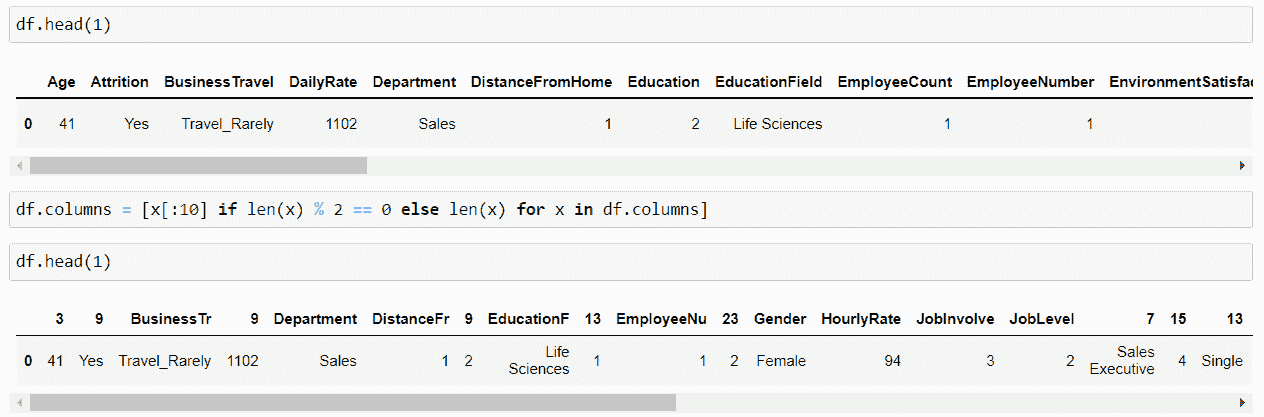 df.head(1)
Age Attrition BusinessTravel DailyRate Department DistanceFromHome Education EducationField EmployeeCount EmployeeNumber EnvironmentSatisfac
0 41 Yes Travel_Rarely 1102 Sales 1 2 Life Sciences 1 1
df.columns = [x[:10] if len(x) % 2 == 0 else len(x) for x in df.columns]
df.head(1)
3 9 BusinessTr 9 Department DistanceFr 9 EducationF 13 EmployeeNu 23 Gender HourlyRate JobInvolve JobLevel 7 15 13
0 41 Yes Travel_Rarely 1102 Sales 1 2 Life Sciences 1 1 2 Female 94 3 2 Sales Executive 4 Single